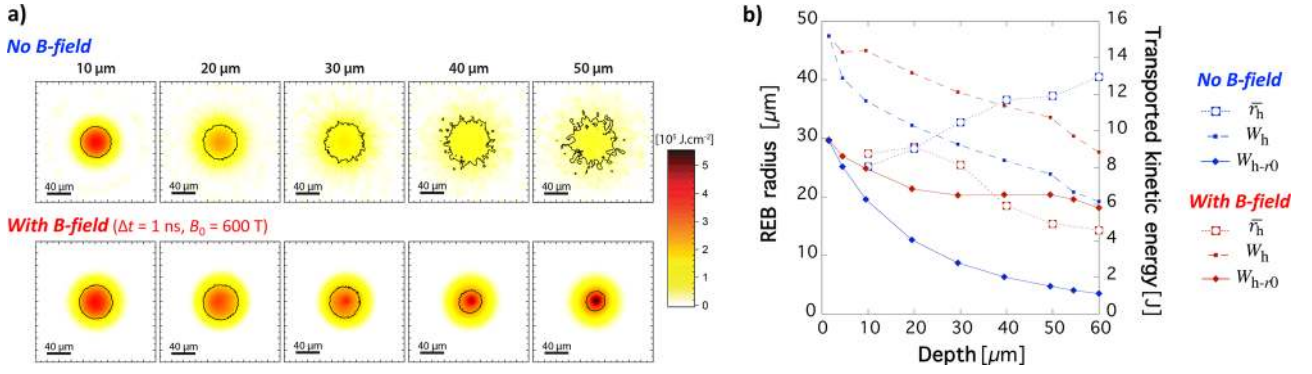 a)
No B-field
10 µm 20 µm 30 µm 40 µm 50 µm
40 µm 40 µm 40 µm 40 µm 40 µm
[10⁵ J.cm⁻²]
5
4
3
2
1
0
With B-field (Δt = 1 ns, B₀ = 600 T)
40 µm 40 µm 40 µm 40 µm 40 µm
b)
REB radius [µm]
50
40
30
20
10
0
0 10 20 30 40 50 60
Depth [µm]
16
14
12
10
8
6
4
2
0
Transported kinetic energy [J]
No B-field
r̄h
Wh
Wh-r0
With B-field
r̄h
Wh
Wh-r0